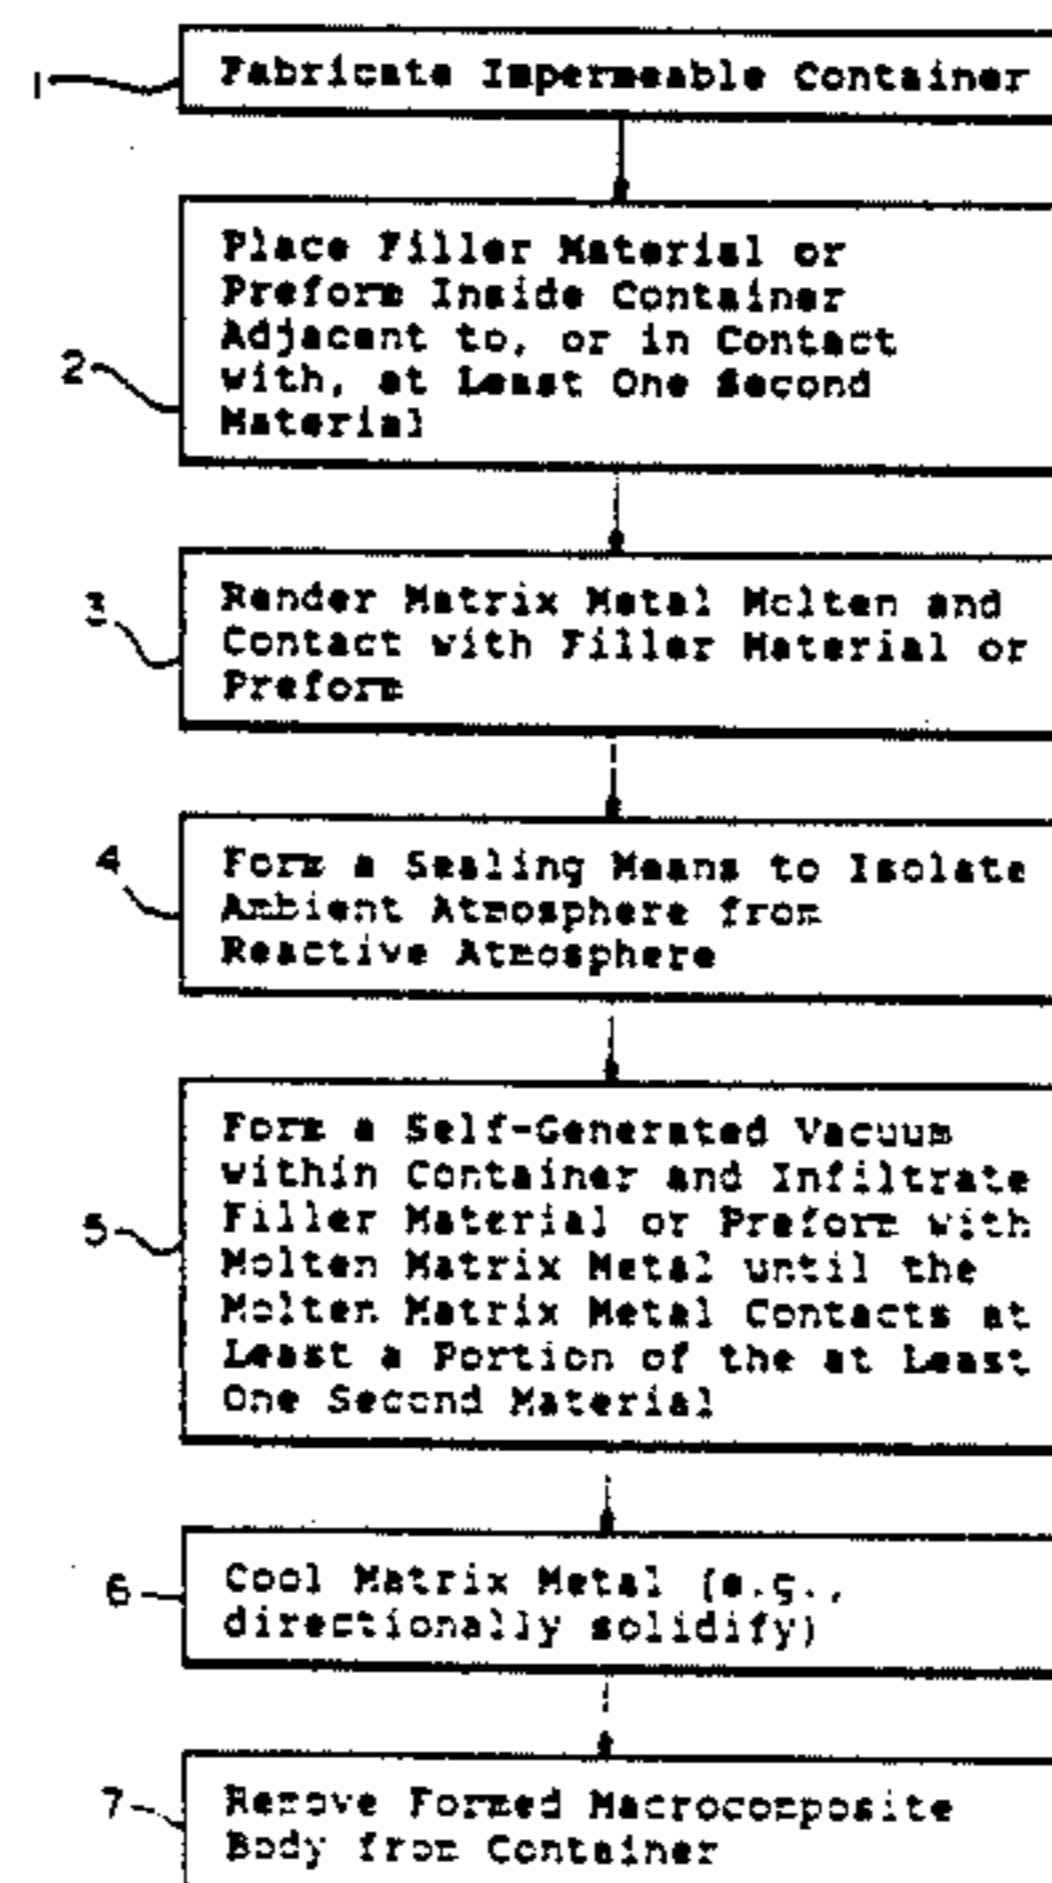 1
Fabricate Impermeable Container
2
Place Filler Material or
Preform Inside Container
Adjacent to, or in Contact
with, at Least One Second
Material
3
Render Matrix Metal Molten and
Contact with Filler Material or
Preform
4
Form a Sealing Means to Isolate
Ambient Atmosphere from
Reactive Atmosphere
5
Form a Self-Generated Vacuum
within Container and Infiltrate
Filler Material or Preform with
Molten Matrix Metal until the
Molten Matrix Metal Contacts at
Least a Portion of the at Least
One Second Material
6
Cool Matrix Metal (e.g.,
directionally solidify)
7
Remove Formed Macrocomposite
Body from Container